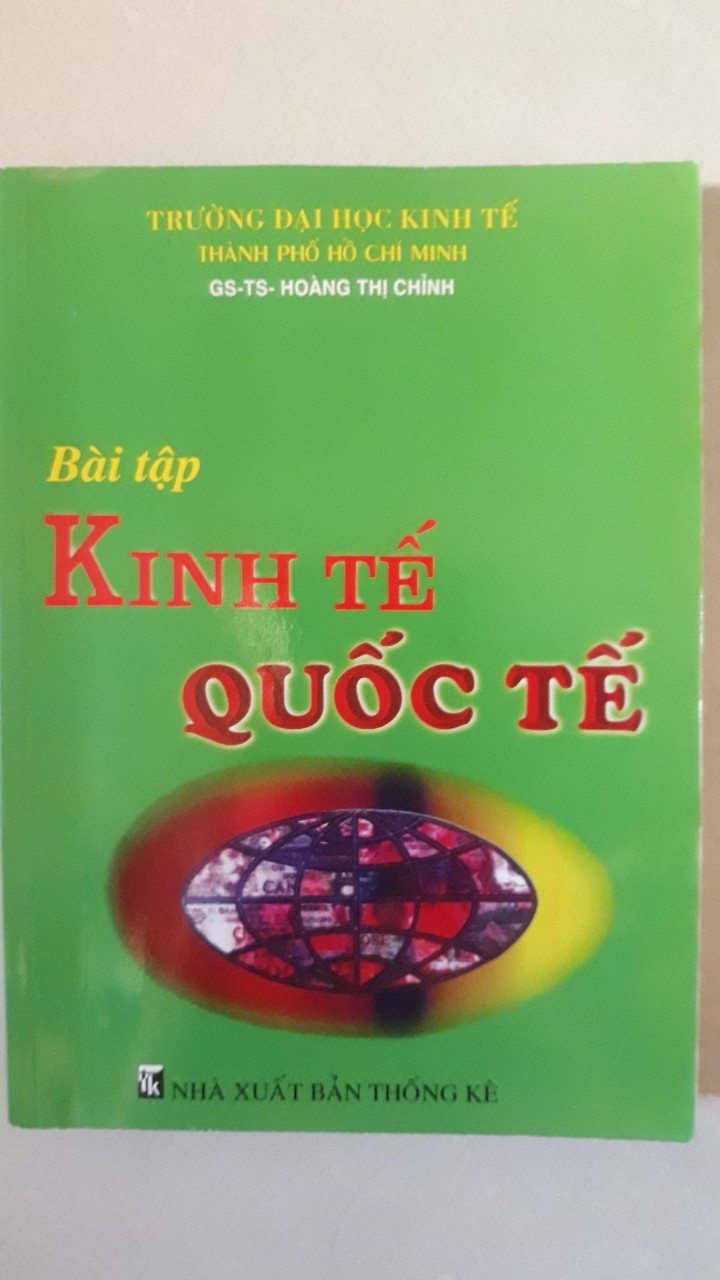 TRƯỜNG ĐẠI HỌC KINH TẾ
THÀNH PHỐ HỒ CHÍ MINH
GS-TS- HOÀNG THỊ CHỈNH
Bài tập
KINH TẾ
QUỐC TẾ
CAN
NHÀ XUẤT BẢN THỐNG KÊ